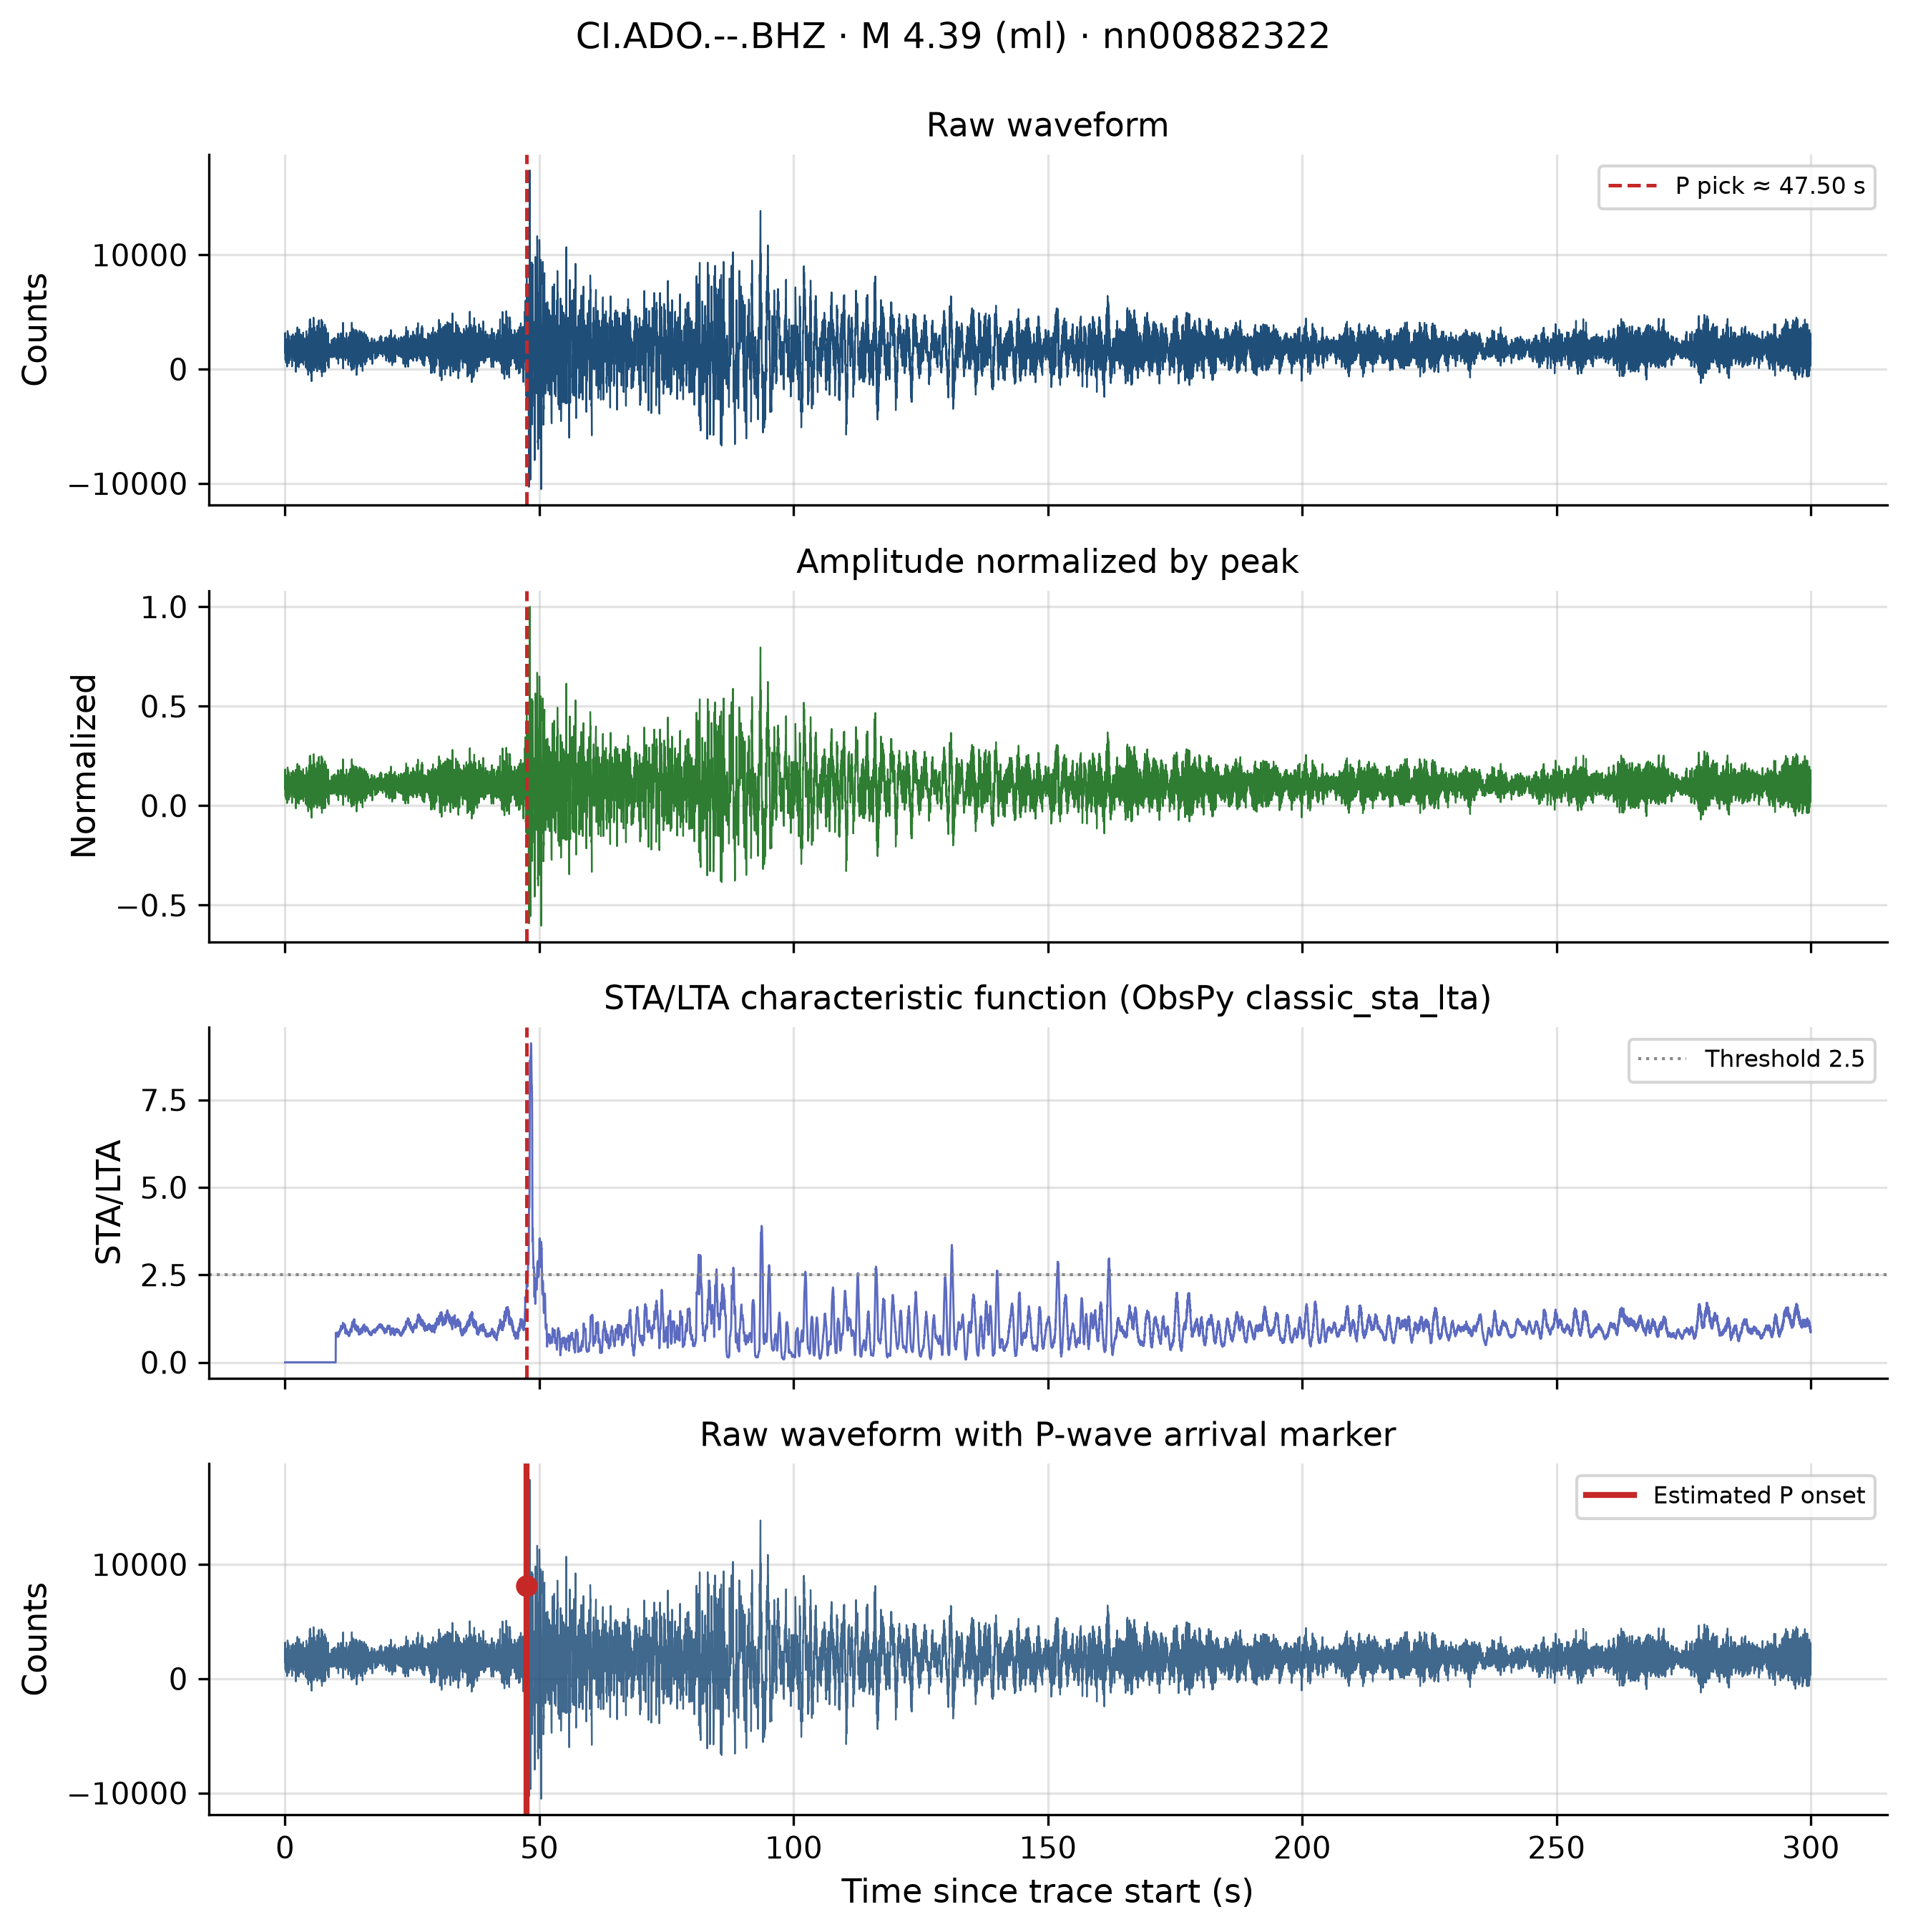 CI.ADO.--.BHZ · M 4.39 (ml) · nn00882322
Raw waveform
P pick ≈ 47.50 s
Counts
10000
0
−10000
Amplitude normalized by peak
Normalized
1.0
0.5
0.0
−0.5
STA/LTA characteristic function (ObsPy classic_sta_lta)
Threshold 2.5
STA/LTA
7.5
5.0
2.5
0.0
Raw waveform with P-wave arrival marker
Estimated P onset
Counts
10000
0
−10000
0 50 100 150 200 250 300
Time since trace start (s)